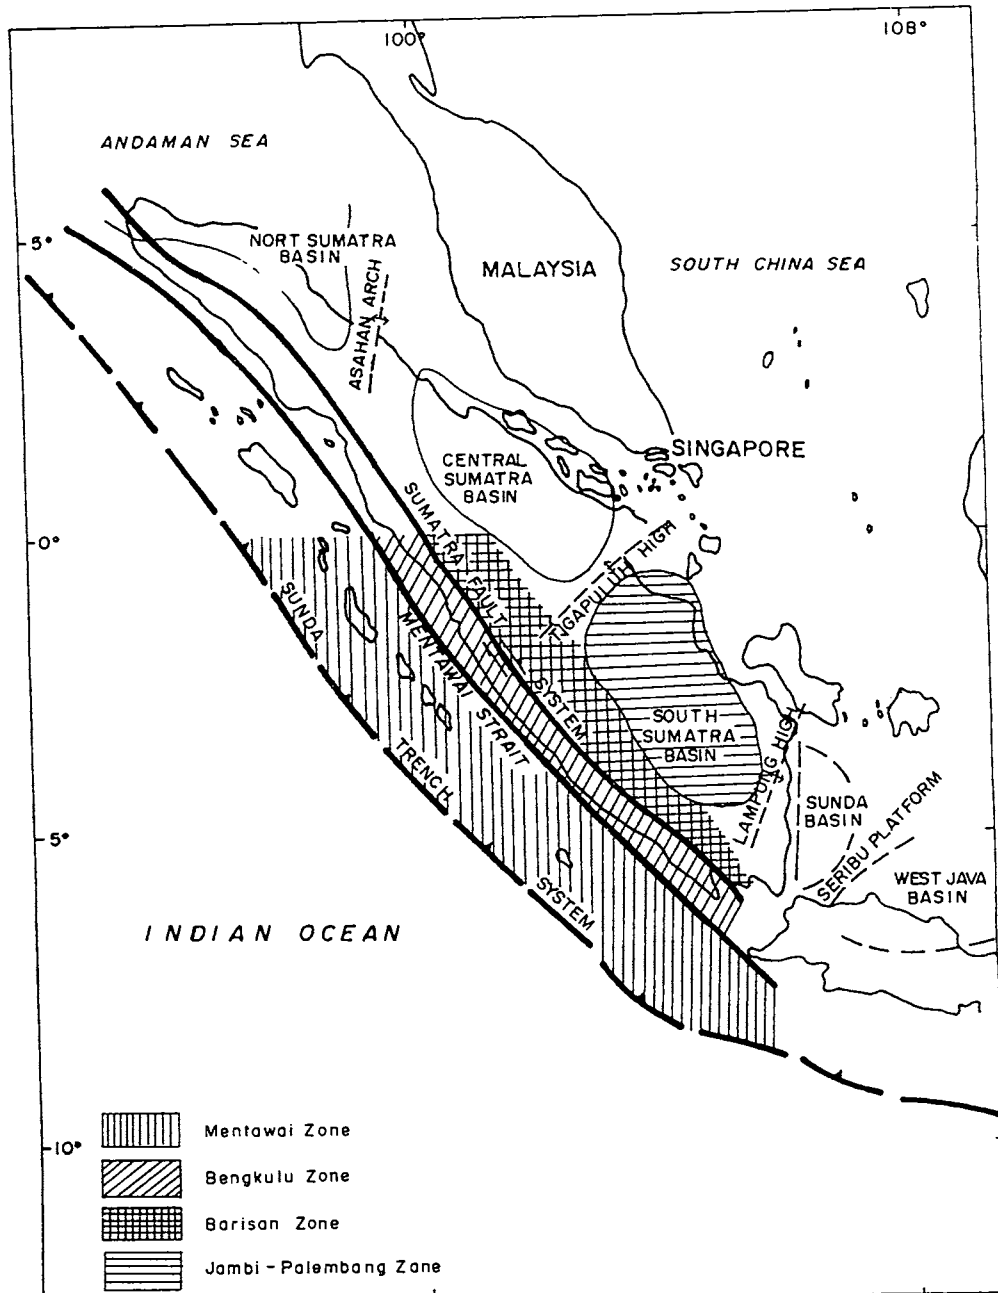 100°
108°
ANDAMAN SEA
5°
NORT SUMATRA
BASIN
MALAYSIA
SOUTH CHINA SEA
ASAHAN ARCH
SINGAPORE
CENTRAL
SUMATRA
BASIN
0°
SUMATRA FAULT SYSTEM
TIGAPULUH HIGH
SUNDA TRENCH SYSTEM
MENTAWAI STRAIT
SOUTH
SUMATRA
BASIN
LAMPUNG HIGH
SUNDA
BASIN
SERIBU PLATFORM
5°
WEST JAVA
BASIN
INDIAN OCEAN
10°
Mentawai Zone
Bengkulu Zone
Barisan Zone
Jambi - Palembang Zane